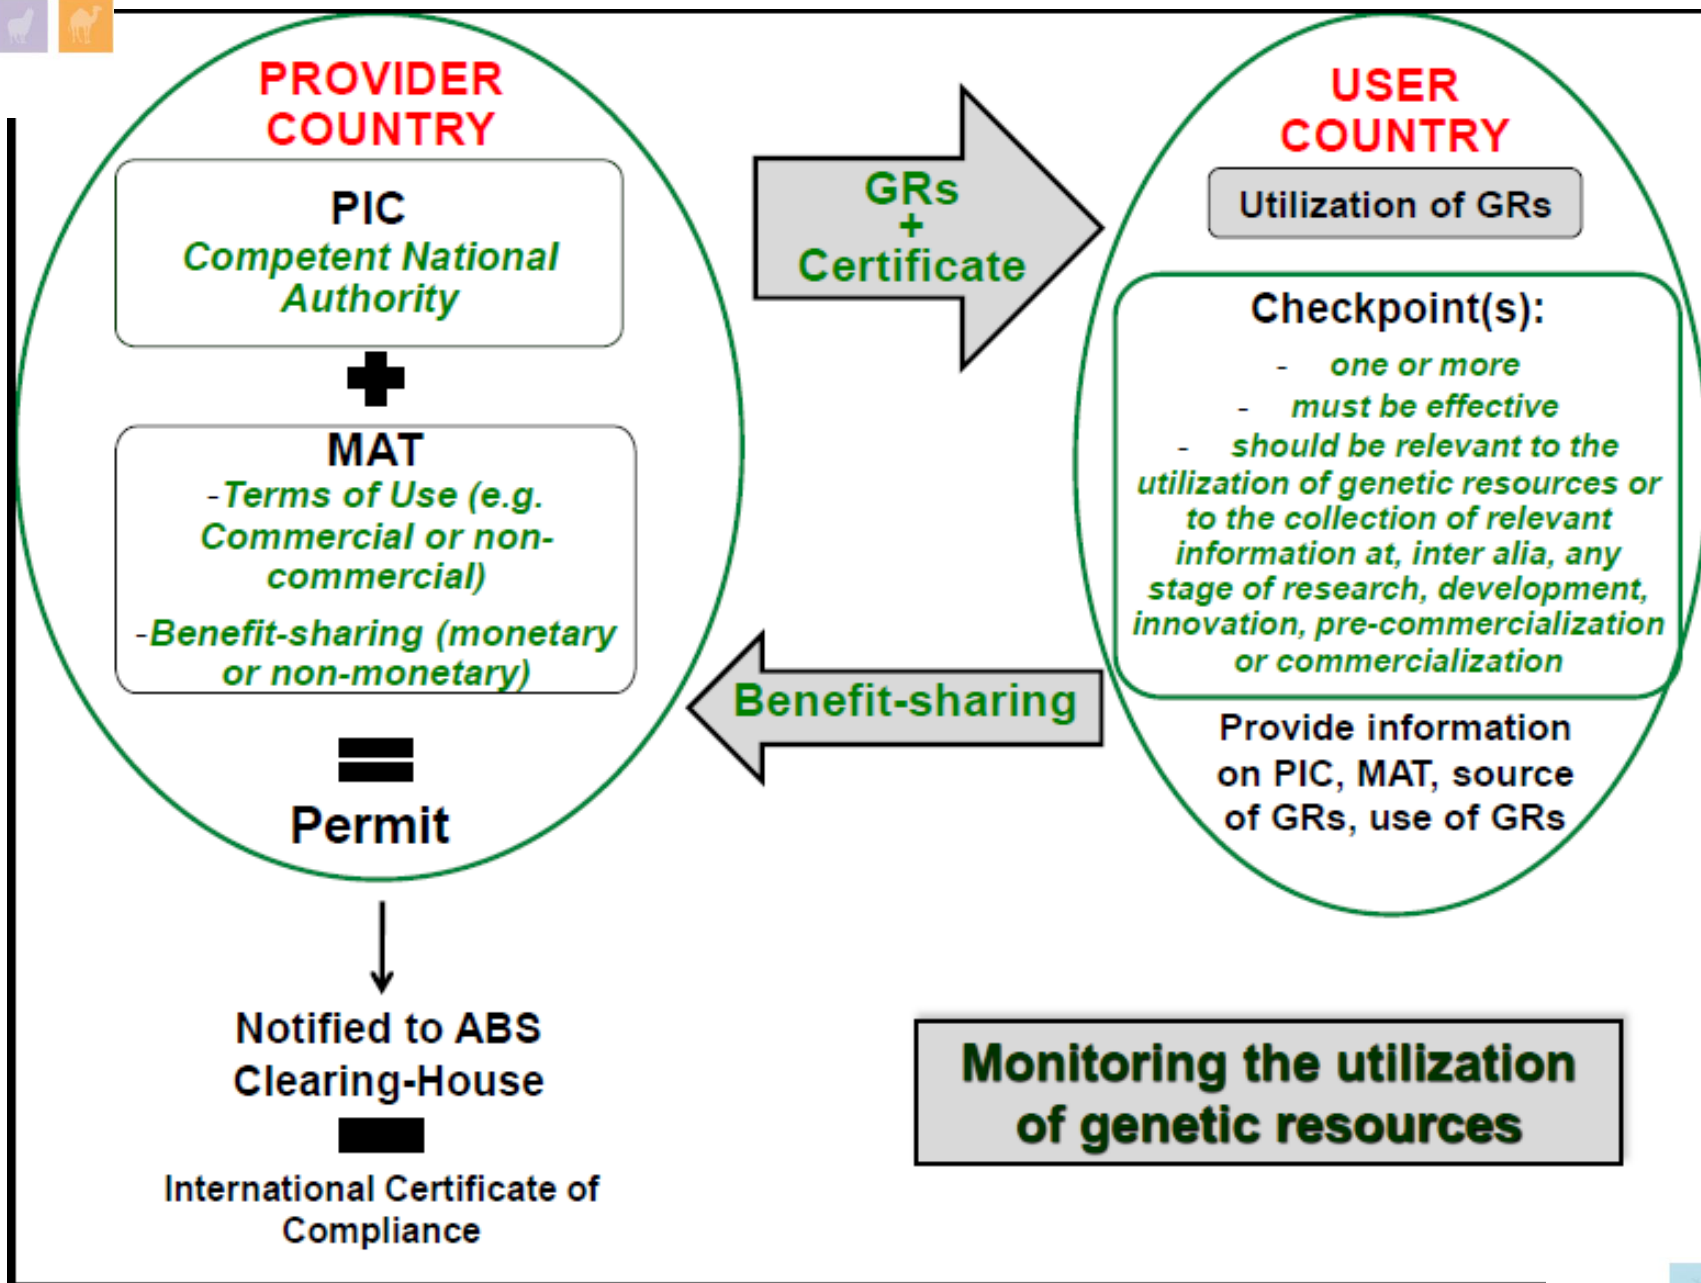 PROVIDER
COUNTRY
PIC
Competent National
Authority
MAT
-Terms of Use (e.g.
Commercial or non-
commercial)
-Benefit-sharing (monetary
or non-monetary)
Permit
Notified to ABS
Clearing-House
International Certificate of
Compliance
GRs
+
Certificate
Benefit-sharing
USER
COUNTRY
Utilization of GRs
Checkpoint(s):
- one or more
- must be effective
- should be relevant to the
utilization of genetic resources or
to the collection of relevant
information at, inter alia, any
stage of research, development,
innovation, pre-commercialization
or commercialization
Provide information
on PIC, MAT, source
of GRs, use of GRs
Monitoring the utilization
of genetic resources